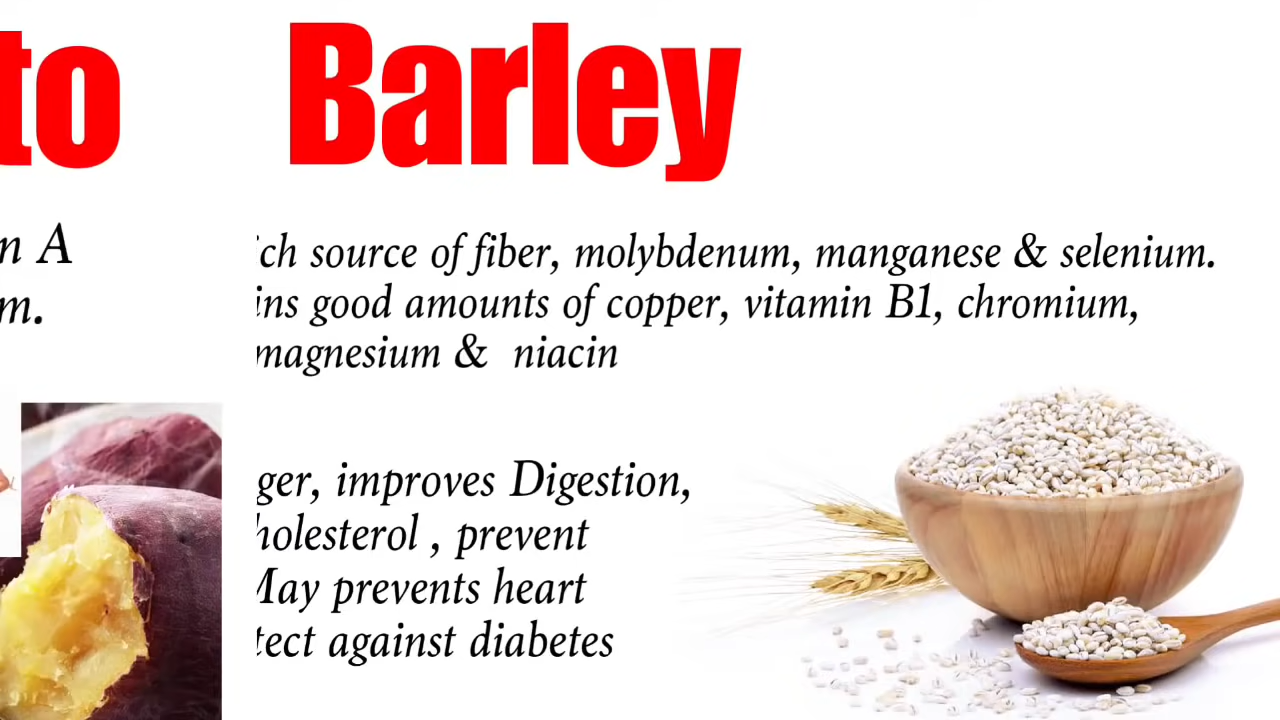 to
n A
m.
Barley
ch source of fiber, molybdenum, manganese & selenium.
ins good amounts of copper, vitamin B1, chromium,
magnesium & niacin
ger, improves Digestion,
holesterol , prevent
May prevents heart
tect against diabetes